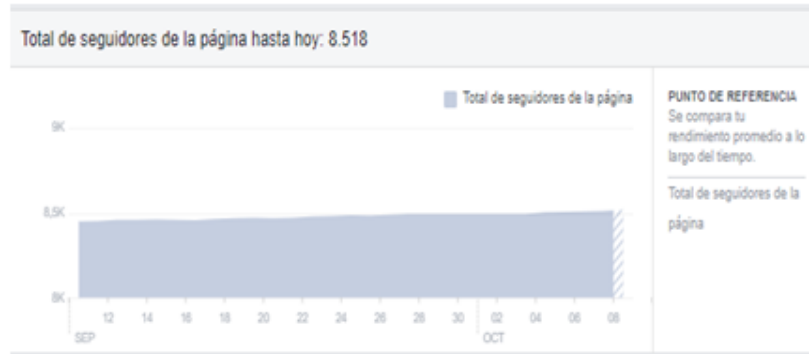 Total de seguidores de la página hasta hoy: 8.518
Total de seguidores de la página
PUNTO DE REFERENCIA
Se compara tu
rendimiento promedio a lo
largo del tiempo.
Total de seguidores de la
página
9K
8,5K
8K
12 14 16 18 20 22 24 26 28 30 02 04 06 08
SEP OCT